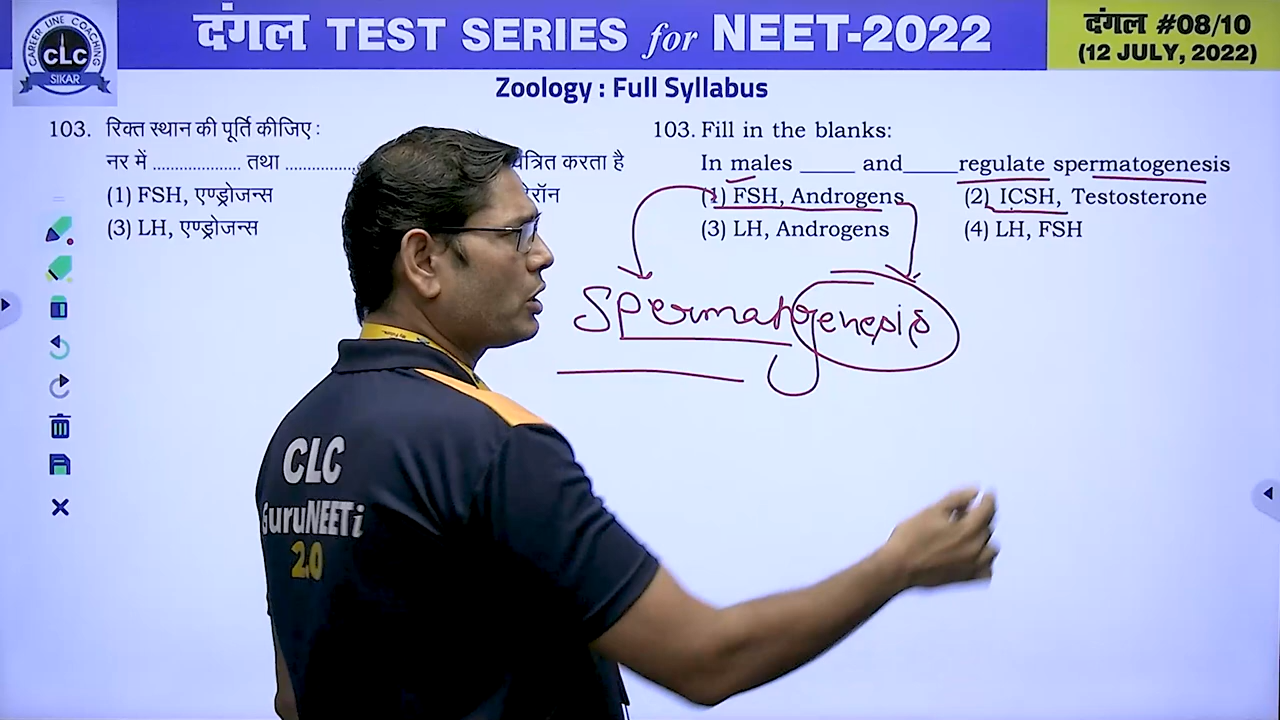 दंगल TEST SERIES for NEET-2022
दंगल #08/10
(12 JULY, 2022)
CAREER LINE COACHING
CLC
SIKAR
Zoology : Full Syllabus
103. रिक्त स्थान की पूर्ति कीजिए :
नर में .................... तथा ................ करता है
(1) FSH, एण्ड्रोजन्स
(3) LH, एण्ड्रोजन्स
103. Fill in the blanks:
In males _____ and_____regulate spermatogenesis
(1) FSH, Androgens (2) ICSH, Testosterone
(3) LH, Androgens (4) LH, FSH
Spermatogenesis
CLC
GuruNEETi
2.0